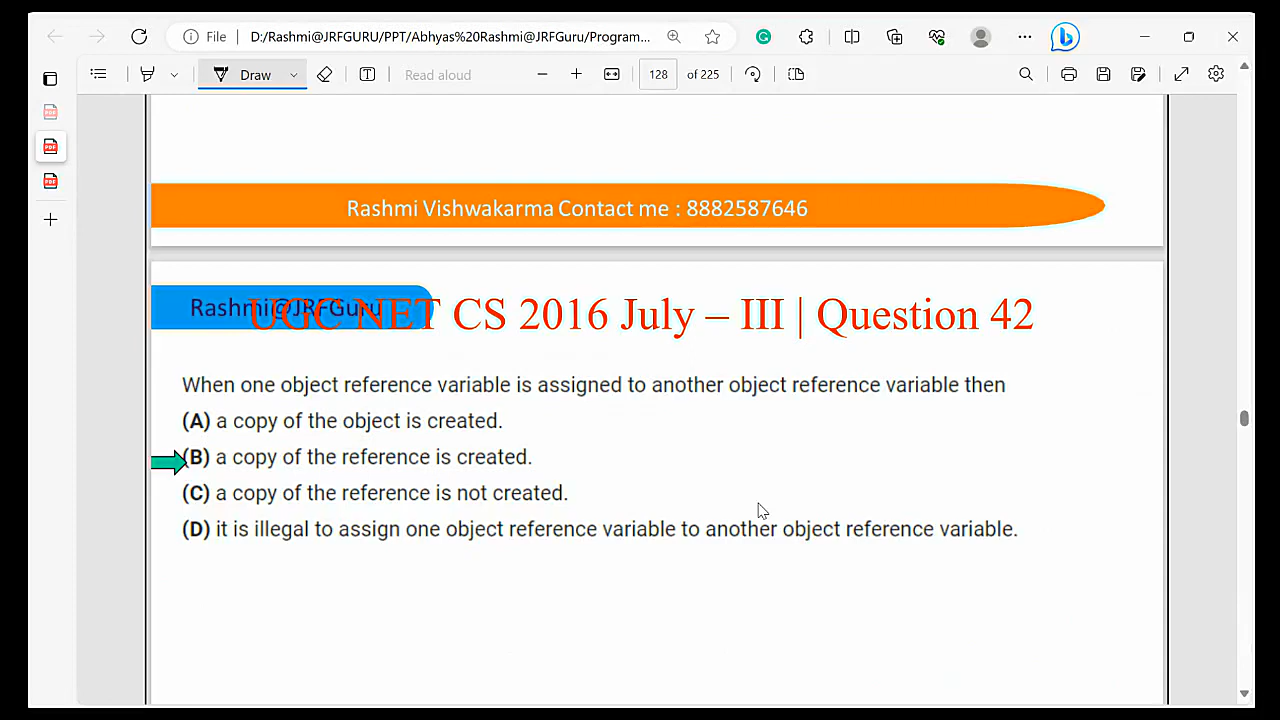 File D:/Rashmi@JRFGURU/PPT/Abhyas%20Rashmi@JRFGuru/Program...
Draw Read aloud 128 of 225
Rashmi Vishwakarma Contact me : 8882587646
Rashmi@JRFGuru
UGC NET CS 2016 July – III | Question 42
When one object reference variable is assigned to another object reference variable then
(A) a copy of the object is created.
(B) a copy of the reference is created.
(C) a copy of the reference is not created.
(D) it is illegal to assign one object reference variable to another object reference variable.